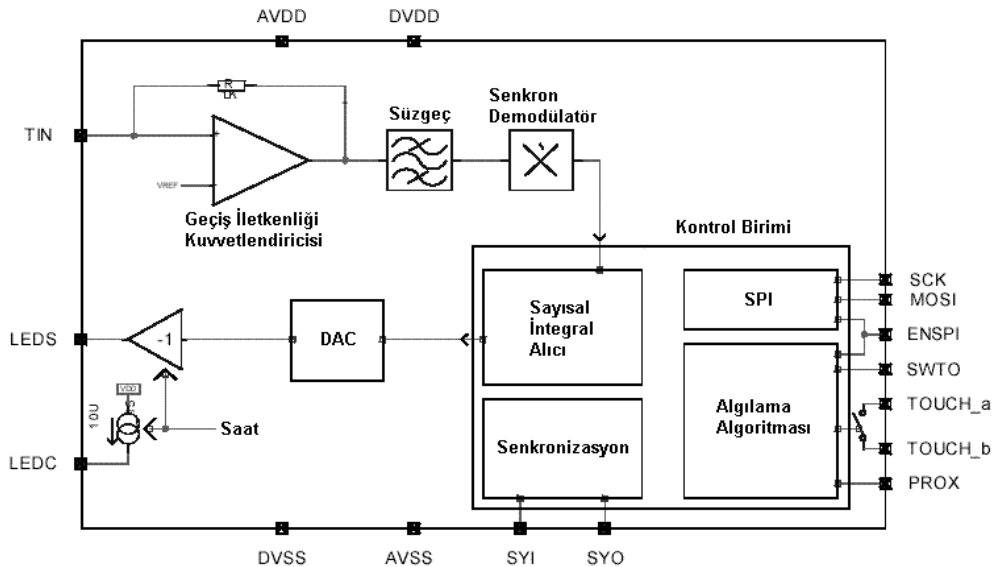 AVDD
DVDD
R
LK
Süzgeç
Senkron
Demodülatör
TIN
VREF
Geçiş İletkenliği
Kuvvetlendiricisi
Kontrol Birimi
Sayısal
İntegral
Alıcı
SPI
SCK
MOSI
ENSPI
LEDS
-1
DAC
SWTO
VDD
10U
Saat
Algılama
Algoritması
TOUCH_a
Senkronizasyon
TOUCH_b
LEDC
PROX
DVSS
AVSS
SYI
SYO